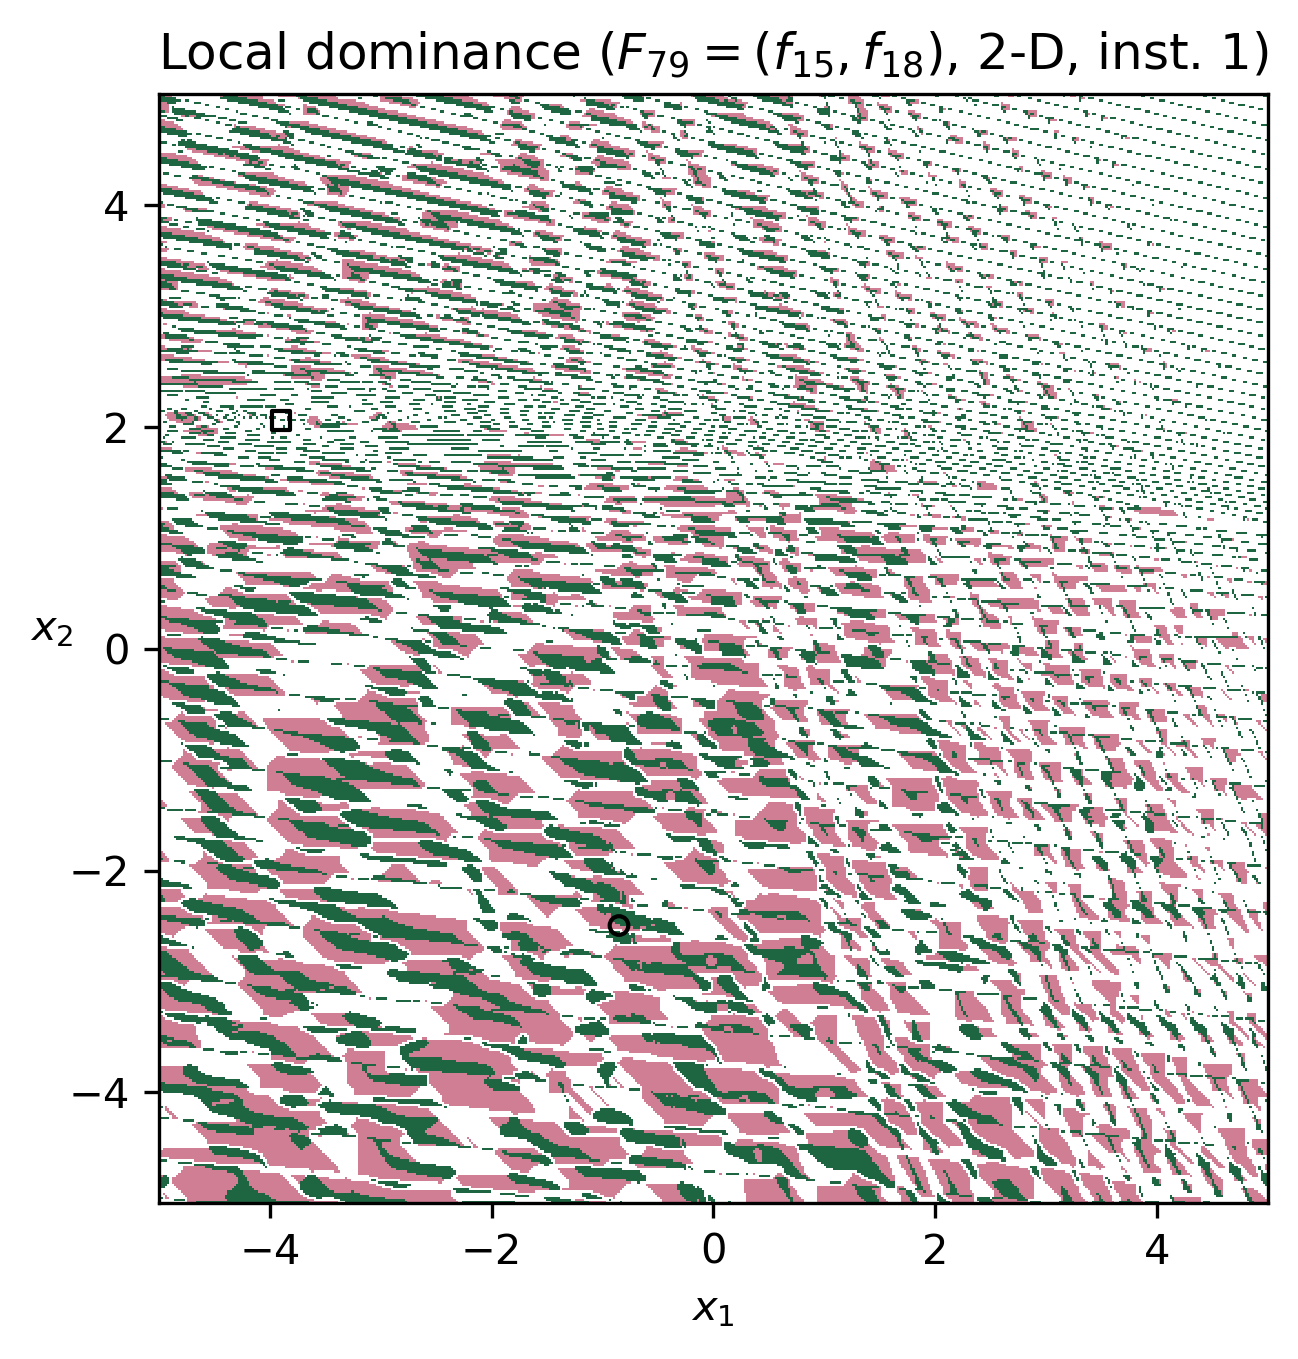 Local dominance (F₇₉ = (f₁₅, f₁₈), 2-D, inst. 1)
4
2
x₂
0
−2
−4
−4 −2 0 2 4
x₁